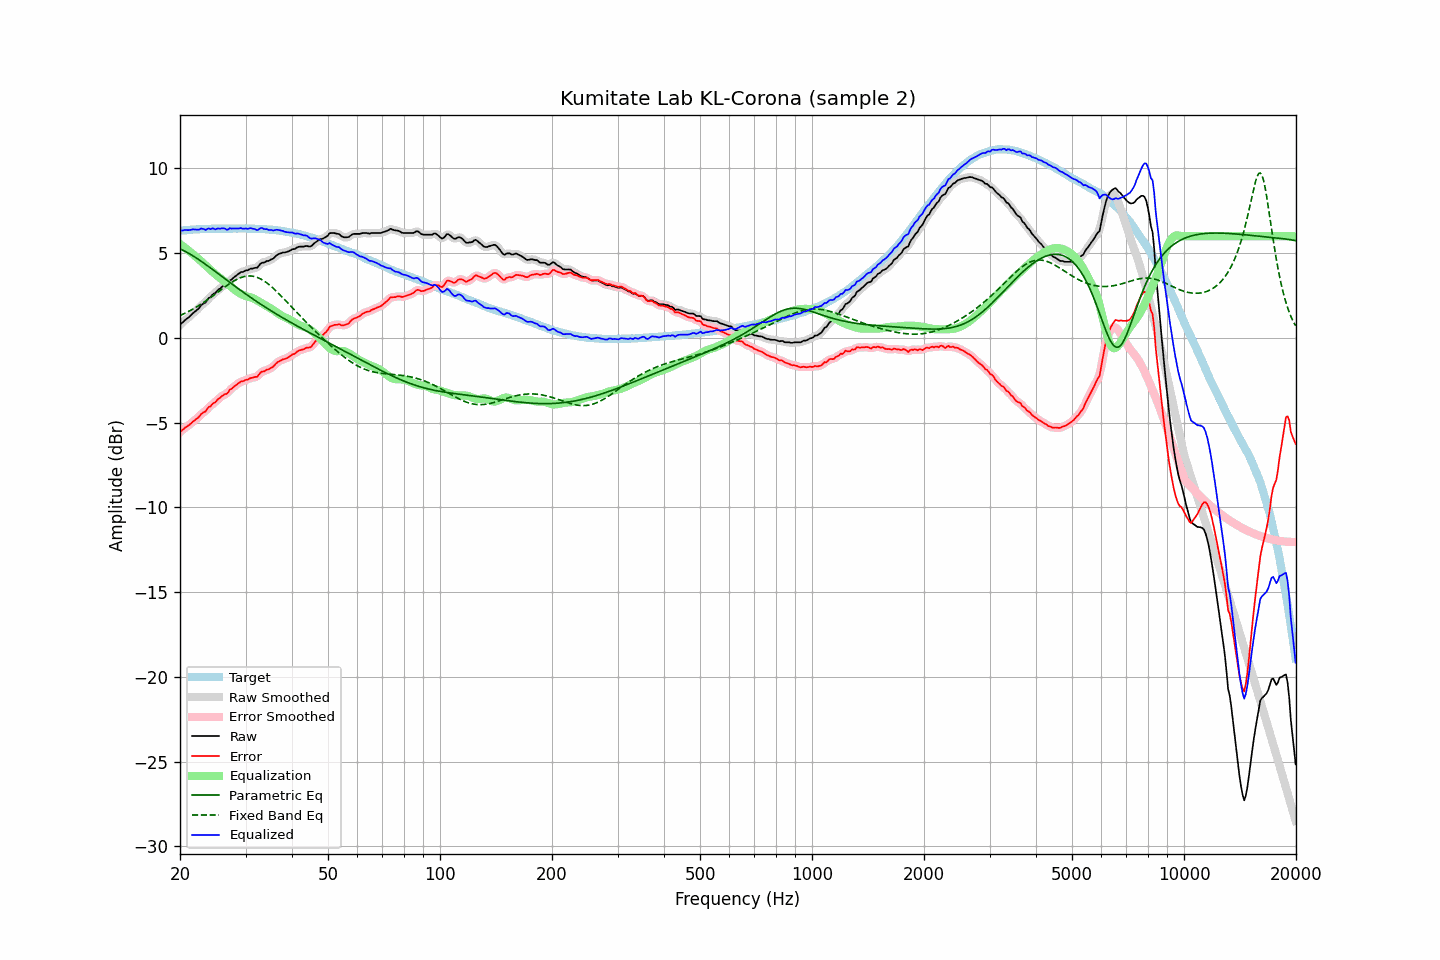 Kumitate Lab KL-Corona (sample 2)
10
5
0
−5
−10
−15
−20
−25
−30
Amplitude (dBr)
Target
Raw Smoothed
Error Smoothed
Raw
Error
Equalization
Parametric Eq
Fixed Band Eq
Equalized
20 50 100 200 500 1000 2000 5000 10000 20000
Frequency (Hz)